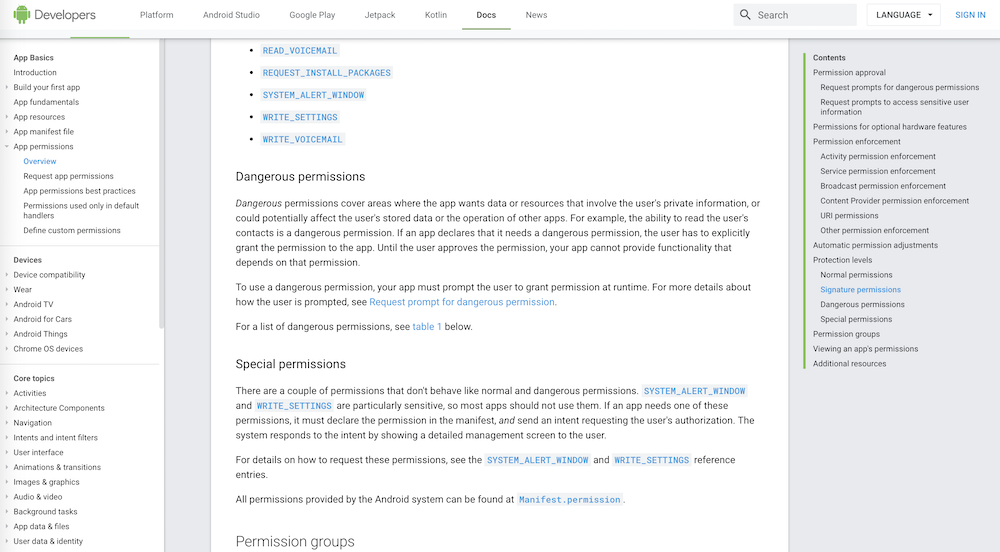 Developers
Platform
Android Studio
Google Play
Jetpack
Kotlin
Docs
News
Search
LANGUAGE
SIGN IN
App Basics
Introduction
Build your first app
App fundamentals
App resources
App manifest file
App permissions
Overview
Request app permissions
App permissions best practices
Permissions used only in default
handlers
Define custom permissions
Devices
Device compatibility
Wear
Android TV
Android for Cars
Android Things
Chrome OS devices
Core topics
Activities
Architecture Components
Navigation
Intents and intent filters
User interface
Animations & transitions
Images & graphics
Audio & video
Background tasks
App data & files
User data & identity
READ_VOICEMAIL
REQUEST_INSTALL_PACKAGES
SYSTEM_ALERT_WINDOW
WRITE_SETTINGS
WRITE_VOICEMAIL
Dangerous permissions
Dangerous permissions cover areas where the app wants data or resources that involve the user's private information, or
could potentially affect the user's stored data or the operation of other apps. For example, the ability to read the user's
contacts is a dangerous permission. If an app declares that it needs a dangerous permission, the user has to explicitly
grant the permission to the app. Until the user approves the permission, your app cannot provide functionality that
depends on that permission.
To use a dangerous permission, your app must prompt the user to grant permission at runtime. For more details about
how the user is prompted, see Request prompt for dangerous permission.
For a list of dangerous permissions, see table 1 below.
Special permissions
There are a couple of permissions that don't behave like normal and dangerous permissions. SYSTEM_ALERT_WINDOW
and WRITE_SETTINGS are particularly sensitive, so most apps should not use them. If an app needs one of these
permissions, it must declare the permission in the manifest, and send an intent requesting the user's authorization. The
system responds to the intent by showing a detailed management screen to the user.
For details on how to request these permissions, see the SYSTEM_ALERT_WINDOW and WRITE_SETTINGS reference
entries.
All permissions provided by the Android system can be found at Manifest.permission.
Permission groups
Contents
Permission approval
Request prompts for dangerous permissions
Request prompts to access sensitive user
information
Permissions for optional hardware features
Permission enforcement
Activity permission enforcement
Service permission enforcement
Broadcast permission enforcement
Content Provider permission enforcement
URI permissions
Other permission enforcement
Automatic permission adjustments
Protection levels
Normal permissions
Signature permissions
Dangerous permissions
Special permissions
Permission groups
Viewing an app's permissions
Additional resources